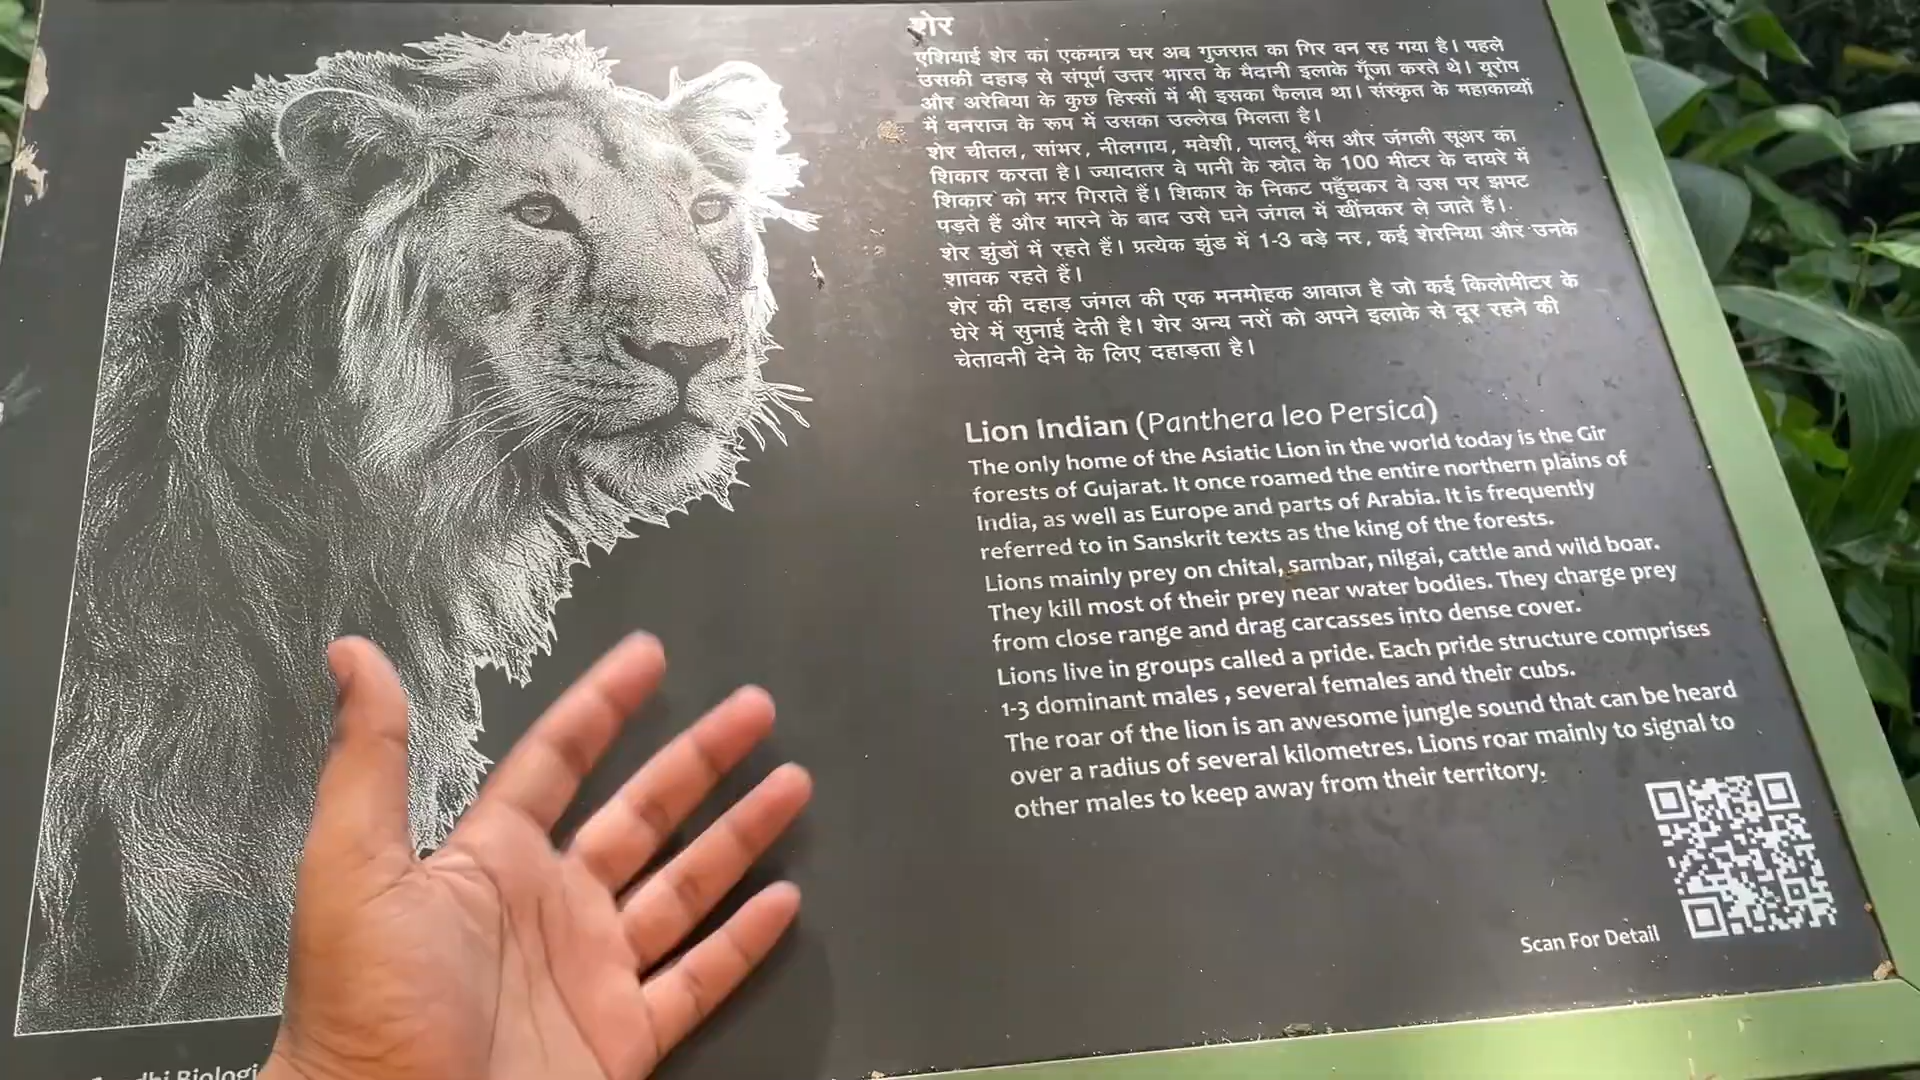 शेर
एशियाई शेर का एकमात्र घर अब गुजरात का गिर वन रह गया है। पहले
उसकी दहाड़ से संपूर्ण उत्तर भारत के मैदानी इलाके गूँजा करते थे। यूरोप
और अरेबिया के कुछ हिस्सों में भी इसका फैलाव था। संस्कृत के महाकाव्यों
में वनराज के रूप में उसका उल्लेख मिलता है।
शेर चीतल, सांभर, नीलगाय, मवेशी, पालतू भैंस और जंगली सूअर का
शिकार करता है। ज्यादातर वे पानी के स्त्रोत के 100 मीटर के दायरे में
शिकार को मार गिराते हैं। शिकार के निकट पहुँचकर वे उस पर झपट
पड़ते हैं और मारने के बाद उसे घने जंगल में खींचकर ले जाते हैं।
शेर झुंडों में रहते हैं। प्रत्येक झुंड में 1-3 बड़े नर, कई शेरनिया और उनके
शावक रहते हैं।
शेर की दहाड़ जंगल की एक मनमोहक आवाज है जो कई किलोमीटर के
घेरे में सुनाई देती है। शेर अन्य नरों को अपने इलाके से दूर रहने की
चेतावनी देने के लिए दहाड़ता है।
Lion Indian (Panthera leo Persica)
The only home of the Asiatic Lion in the world today is the Gir
forests of Gujarat. It once roamed the entire northern plains of
India, as well as Europe and parts of Arabia. It is frequently
referred to in Sanskrit texts as the king of the forests.
Lions mainly prey on chital, sambar, nilgai, cattle and wild boar.
They kill most of their prey near water bodies. They charge prey
from close range and drag carcasses into dense cover.
Lions live in groups called a pride. Each pride structure comprises
1-3 dominant males , several females and their cubs.
The roar of the lion is an awesome jungle sound that can be heard
over a radius of several kilometres. Lions roar mainly to signal to
other males to keep away from their territory.
Scan For Detail